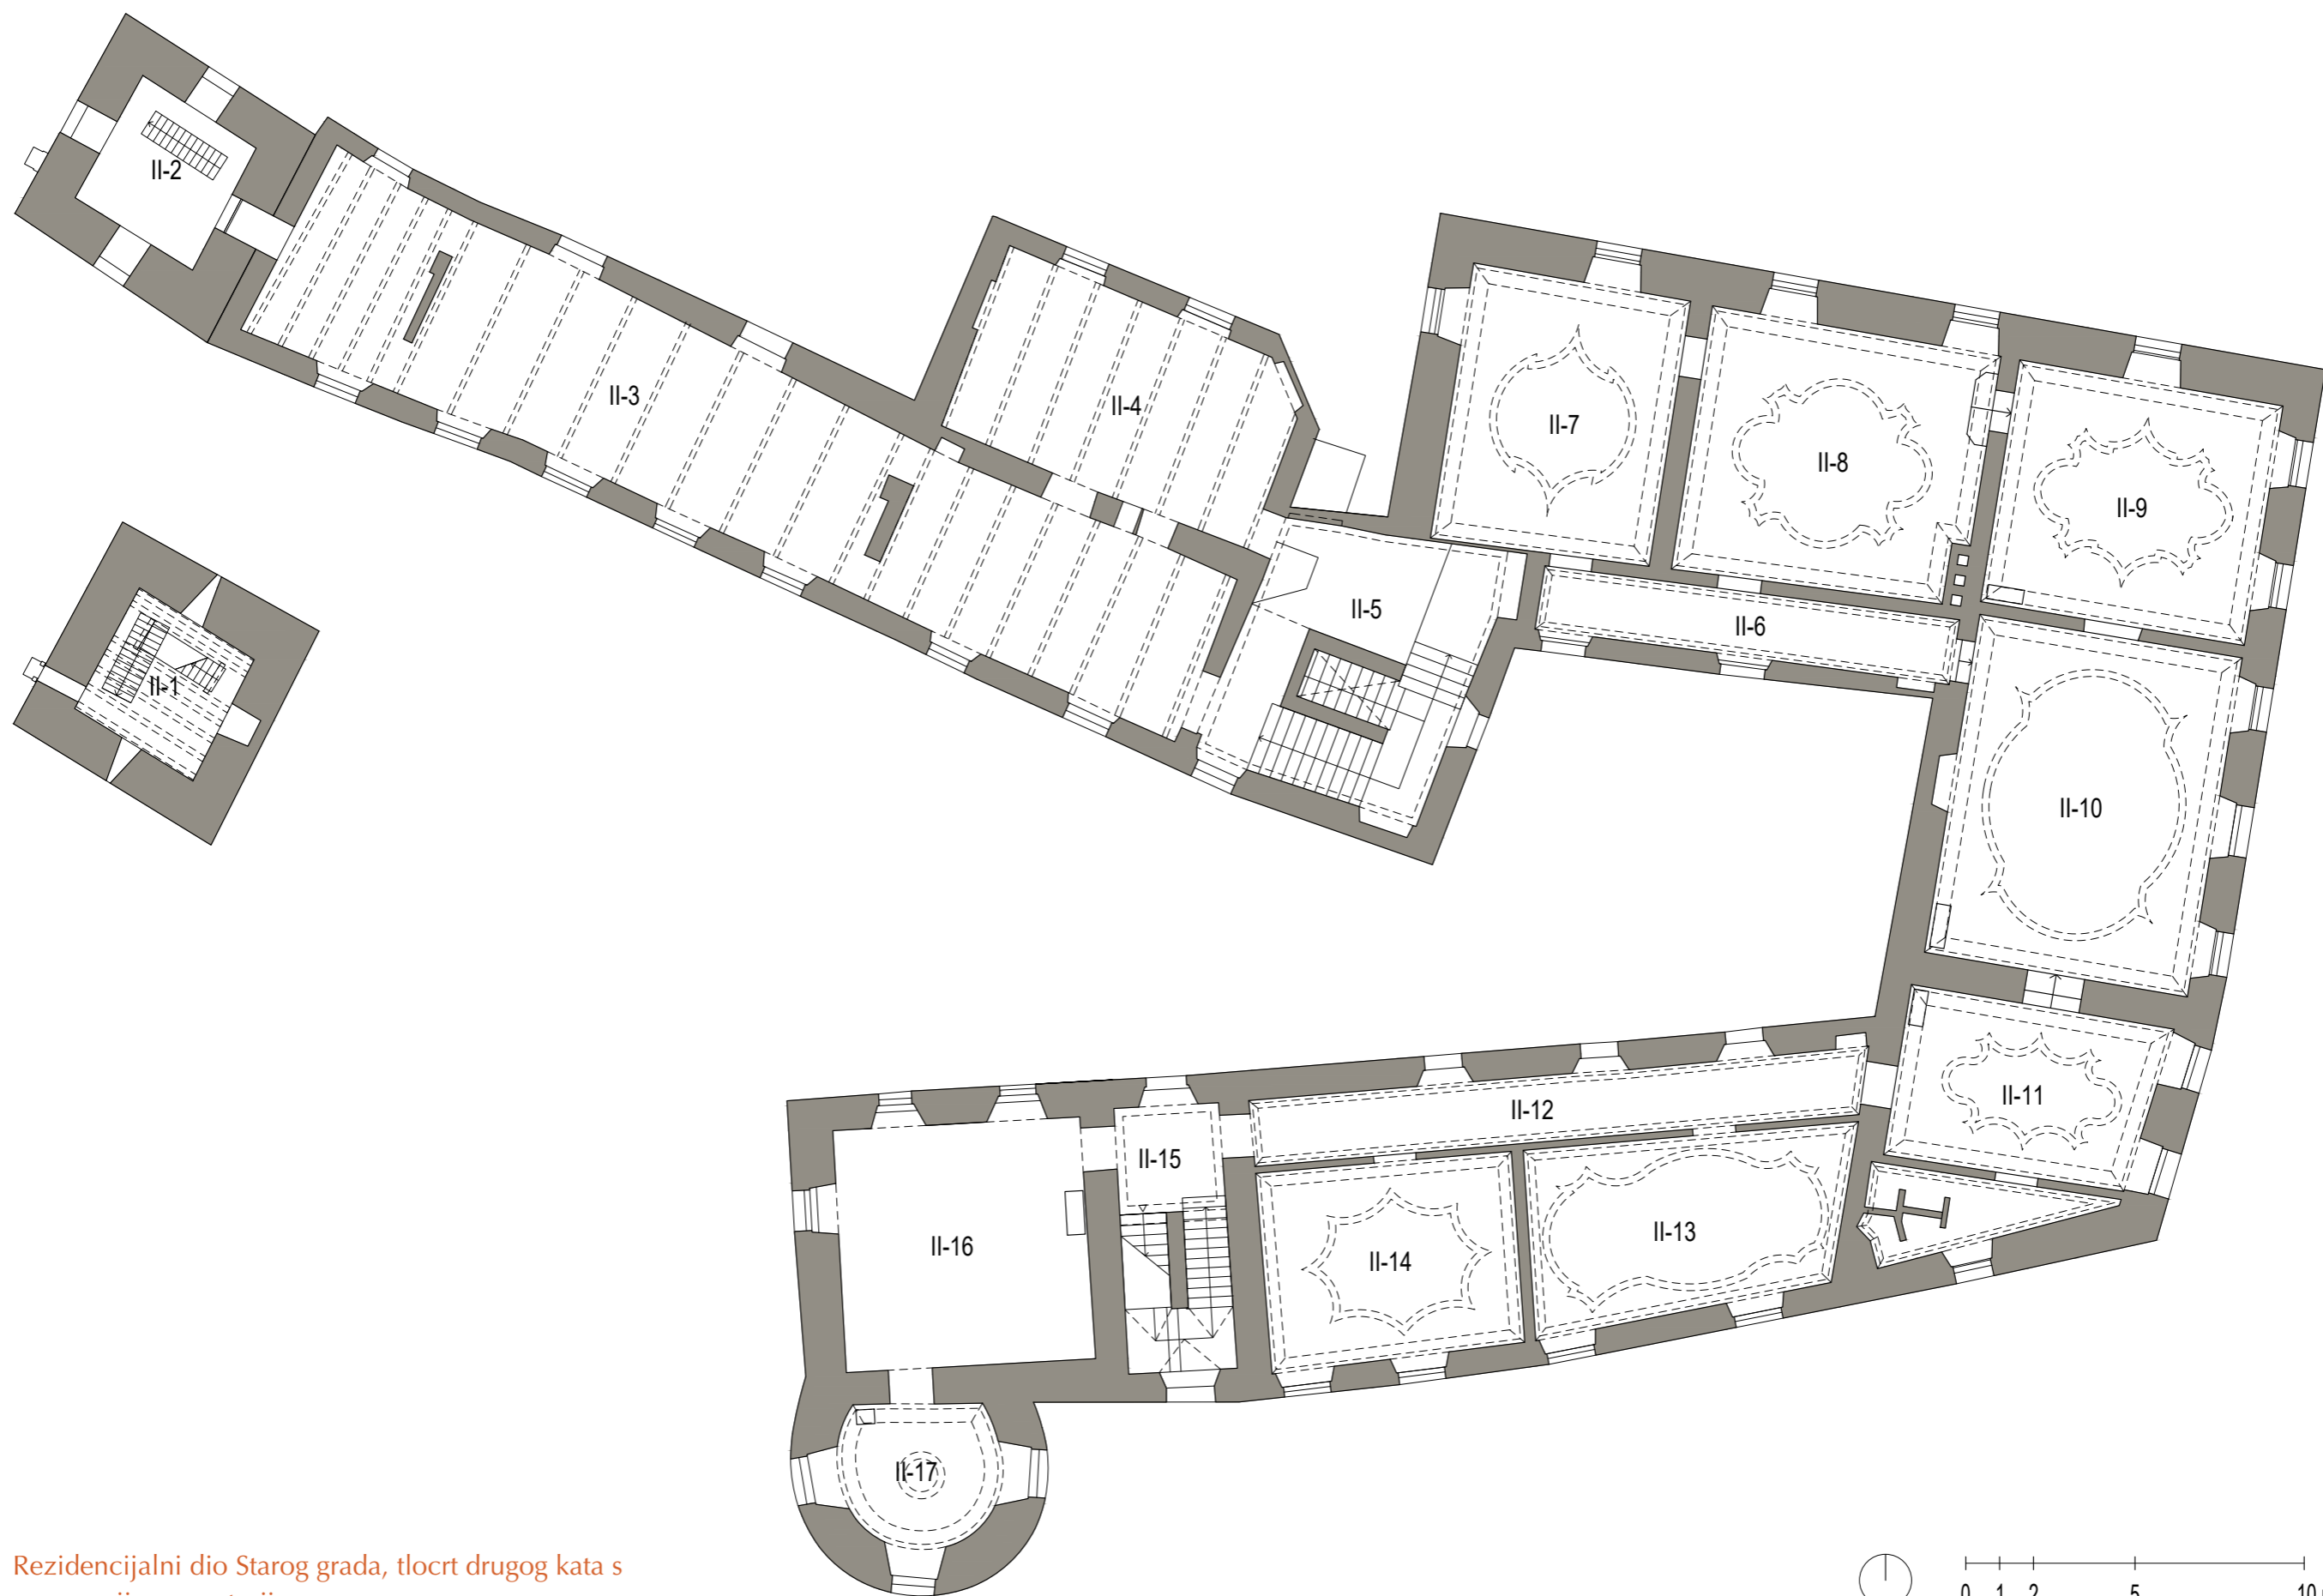 II-2
II-3
II-4
II-7
II-8
II-9
II-1
II-5
II-6
II-10
II-11
II-12
II-15
II-16
II-14
II-13
II-17
Rezidencijalni dio Starog grada, tlocrt drugog kata s
0 1 2 5 10